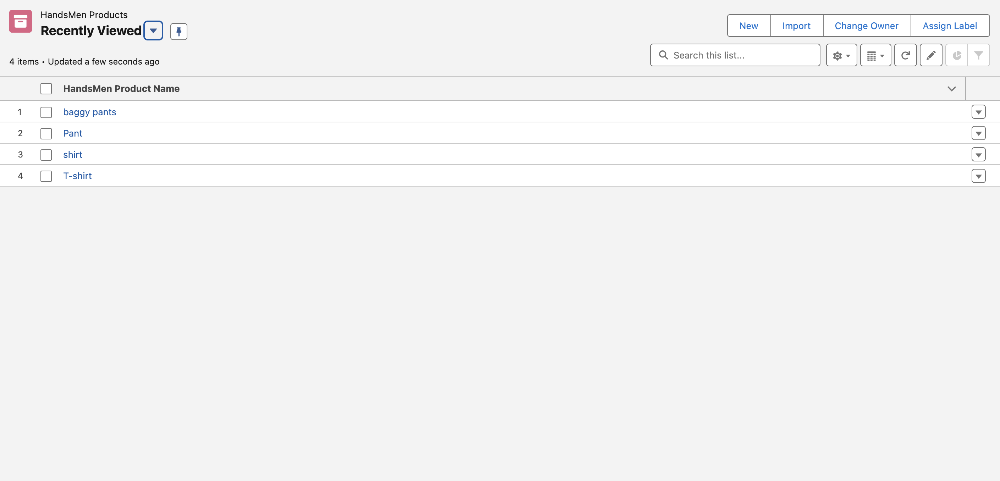 HandsMen Products
Recently Viewed
New Import Change Owner Assign Label
4 items • Updated a few seconds ago
Search this list...
HandsMen Product Name
1 baggy pants
2 Pant
3 shirt
4 T-shirt